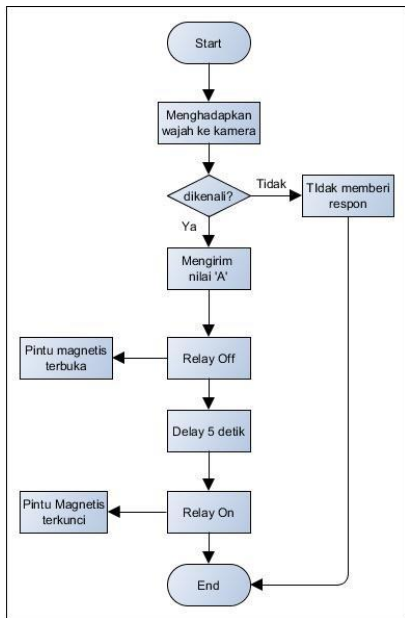 Start
Menghadapkan
wajah ke kamera
dikenali?
Tidak
TIdak memberi
respon
Ya
Mengirim
nilai 'A'
Pintu magnetis
terbuka
Relay Off
Delay 5 detik
Pintu Magnetis
terkunci
Relay On
End